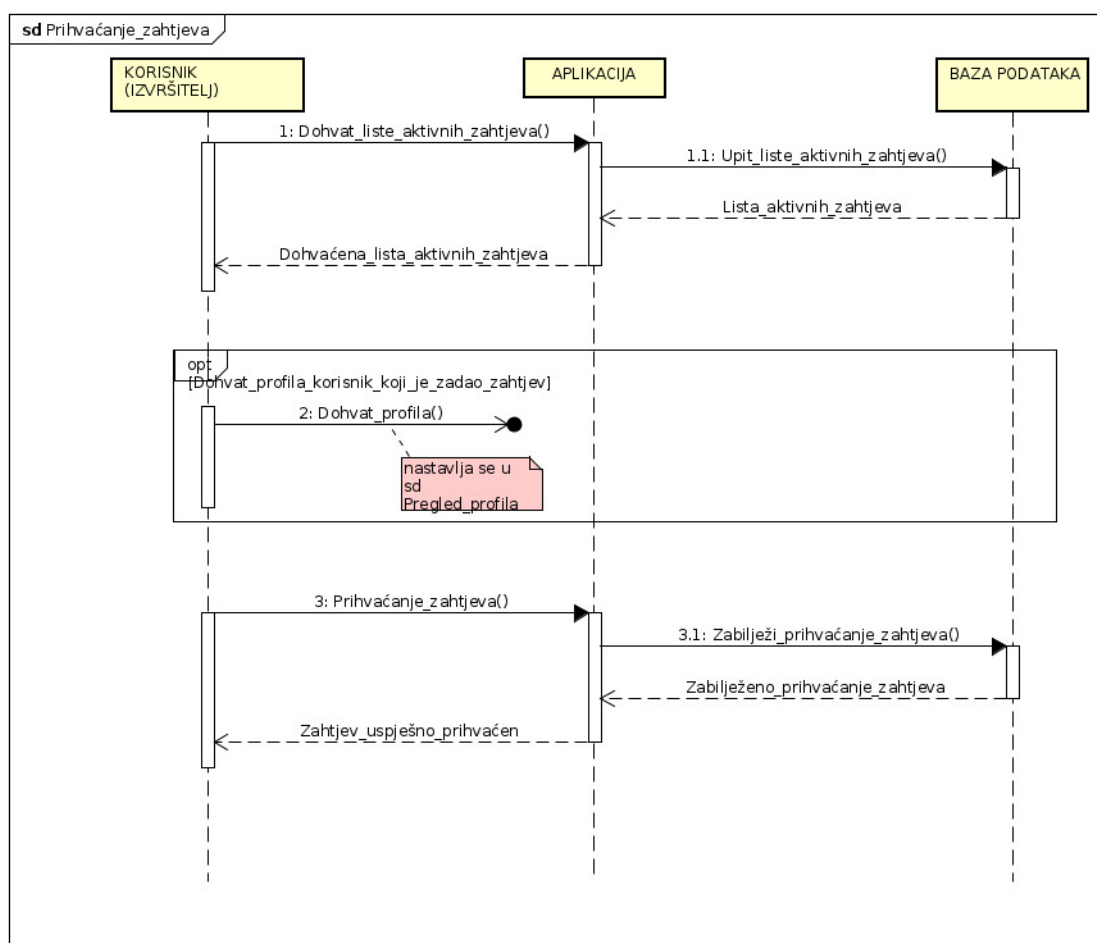 sd Prihvaćanje_zahtjeva
KORISNIK
(IZVRŠITELJ)
APLIKACIJA
BAZA PODATAKA
1: Dohvat_liste_aktivnih_zahtjeva()
1.1: Upit_liste_aktivnih_zahtjeva()
Lista_aktivnih_zahtjeva
Dohvaćena_lista_aktivnih_zahtjeva
opt
[Dohvat_profila_korisnik_koji_je_zadao_zahtjev]
2: Dohvat_profila()
nastavlja se u
sd
Pregled_profila
3: Prihvaćanje_zahtjeva()
3.1: Zabilježi_prihvaćanje_zahtjeva()
Zabilježeno_prihvaćanje_zahtjeva
Zahtjev_uspješno_prihvaćen